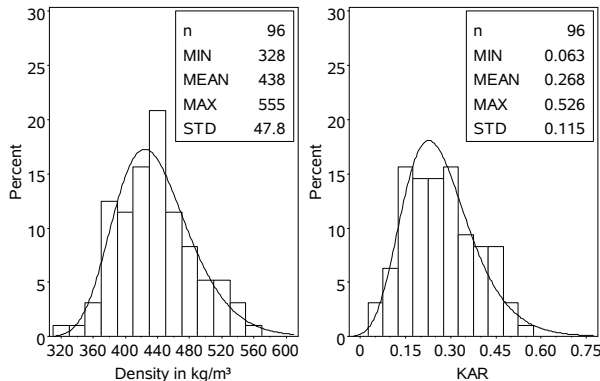 30
25
20
15
10
5
0
Percent
n 96
MIN 328
MEAN 438
MAX 555
STD 47.8
320 360 400 440 480 520 560 600
Density in kg/m³
30
25
20
15
10
5
0
Percent
n 96
MIN 0.063
MEAN 0.268
MAX 0.526
STD 0.115
0 0.15 0.30 0.45 0.60 0.75
KAR